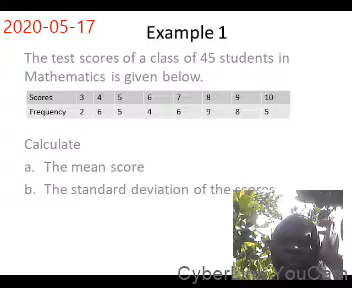 2020-05-17
Example 1
The test scores of a class of 45 students in
Mathematics is given below.
Scores 3 4 5 6 7 8 9 10
Frequency 2 6 5 4 6 9 8 5
Calculate
a. The mean score
b. The standard deviation of the scores